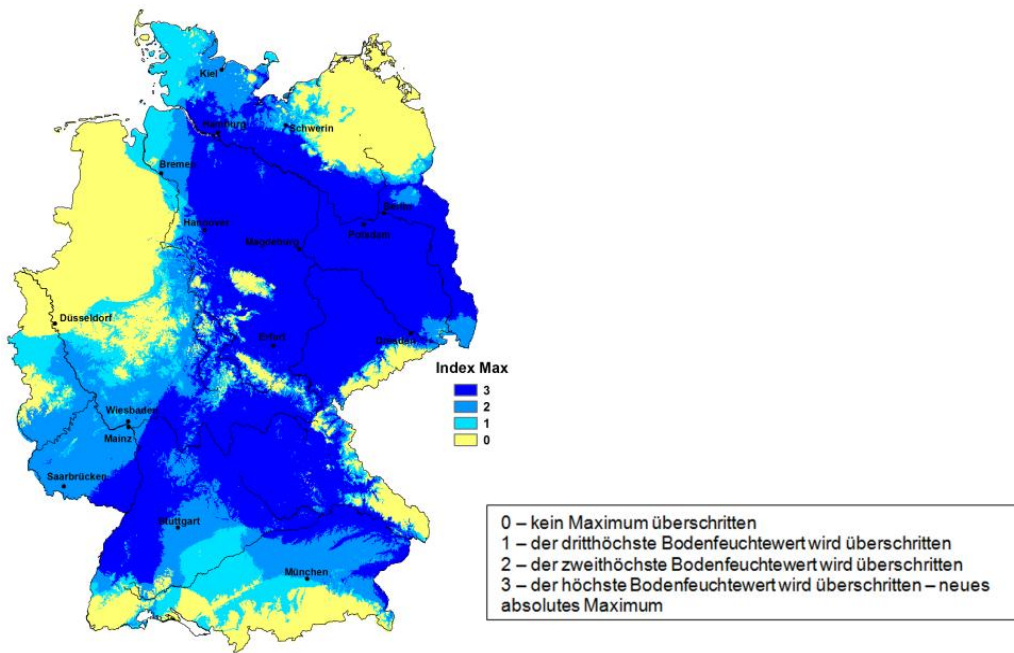 Kiel
Hamburg
Schwerin
Bremen
Berlin
Hannover
Potsdam
Magdeburg
Düsseldorf
Erfurt
Dresden
Index Max
3
2
1
0
Wiesbaden
Mainz
Saarbrücken
Stuttgart
München
0 – kein Maximum überschritten
1 – der dritthöchste Bodenfeuchtewert wird überschritten
2 – der zweithöchste Bodenfeuchtewert wird überschritten
3 – der höchste Bodenfeuchtewert wird überschritten – neues
absolutes Maximum